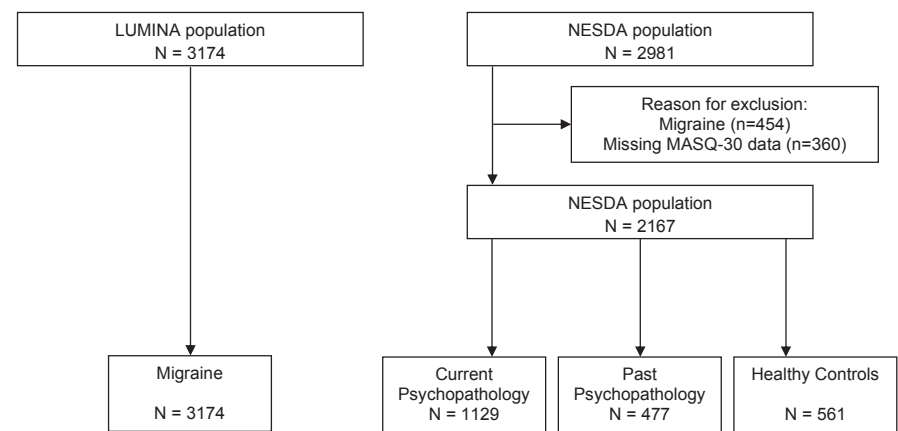 LUMINA population
N = 3174
NESDA population
N = 2981
Reason for exclusion:
Migraine (n=454)
Missing MASQ-30 data (n=360)
NESDA population
N = 2167
Migraine
N = 3174
Current
Psychopathology
N = 1129
Past
Psychopathology
N = 477
Healthy Controls
N = 561